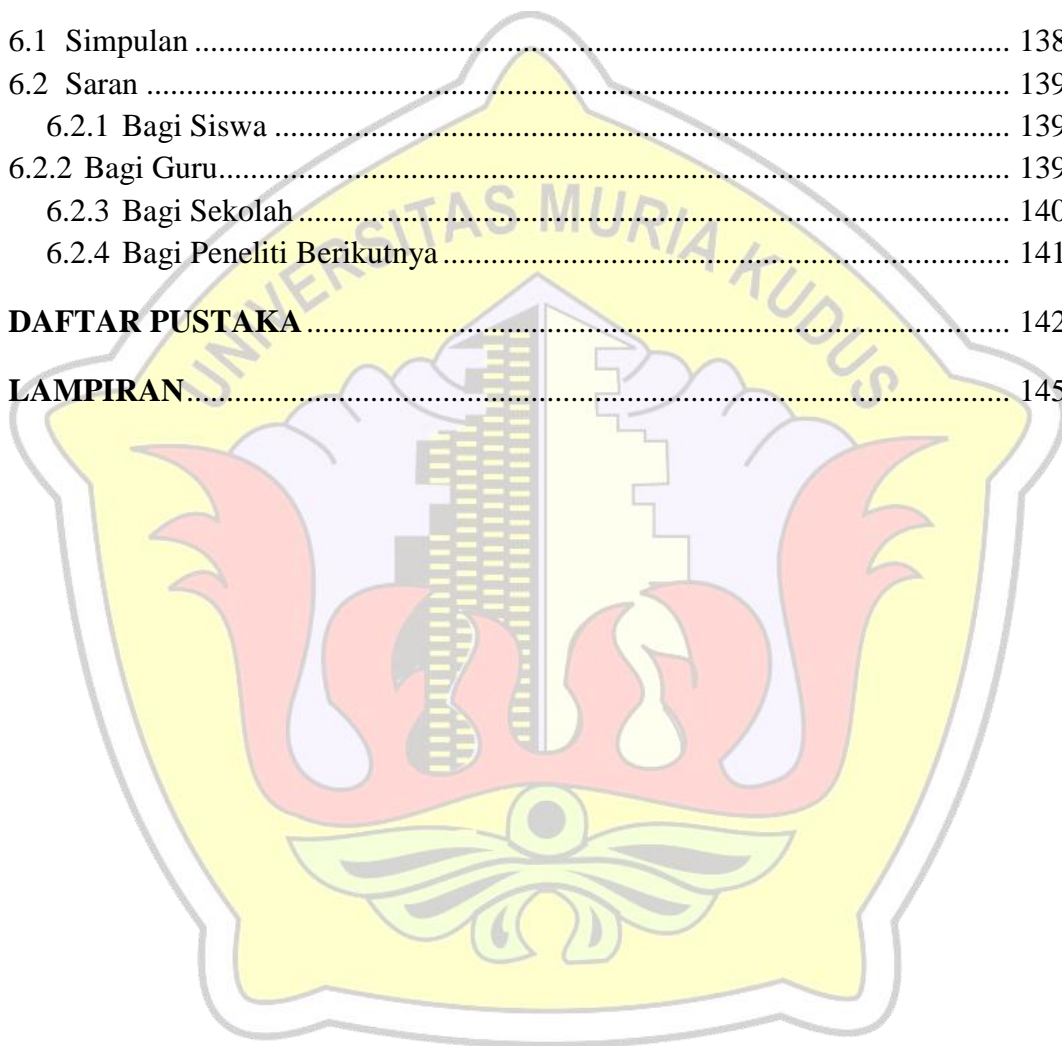 6.1 Simpulan ........................................................................................................ 138
6.2 Saran .............................................................................................................. 139
6.2.1 Bagi Siswa ............................................................................................. 139
6.2.2 Bagi Guru..................................................................................................... 139
6.2.3 Bagi Sekolah .......................................................................................... 140
6.2.4 Bagi Peneliti Berikutnya ........................................................................ 141
DAFTAR PUSTAKA ......................................................................................... 142
LAMPIRAN ........................................................................................................ 145
UNIVERSITAS MURIA KUDUS